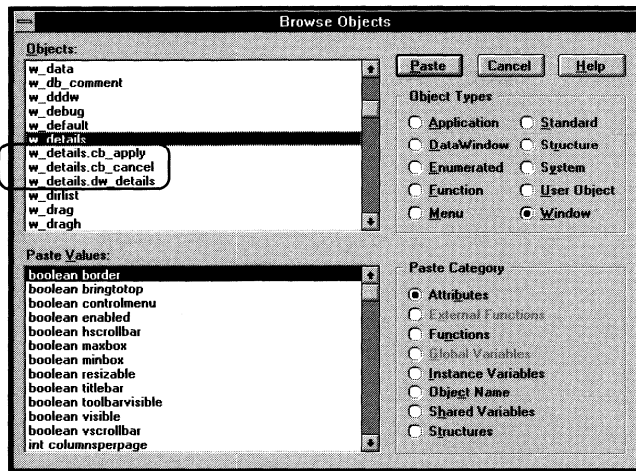 Browse Objects
Objects:
w_data
w_db_comment
w_dddw
w_debug
w_default
w_details
w_details.cb_apply
w_details.cb_cancel
w_details.dw_details
w_dirlist
w_drag
w_dragh
Paste Cancel Help
Object Types
Application Standard
DataWindow Structure
Enumerated System
Function User Object
Menu Window
Paste Values:
boolean border
boolean bringtotop
boolean controlmenu
boolean enabled
boolean hscrollbar
boolean maxbox
boolean minbox
boolean resizable
boolean titlebar
boolean toolbarvisible
boolean visible
boolean vscrollbar
int columnsperpage
Paste Category
Attributes
External Functions
Functions
Global Variables
Instance Variables
Object Name
Shared Variables
Structures